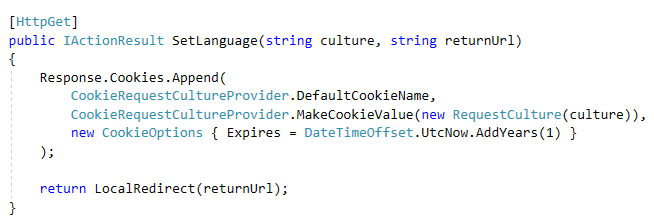 [HttpGet]
public IActionResult SetLanguage(string culture, string returnUrl)
{
    Response.Cookies.Append(
        CookieRequestCultureProvider.DefaultCookieName,
        CookieRequestCultureProvider.MakeCookieValue(new RequestCulture(culture)),
        new CookieOptions { Expires = DateTimeOffset.UtcNow.AddYears(1) }
    );

    return LocalRedirect(returnUrl);
}